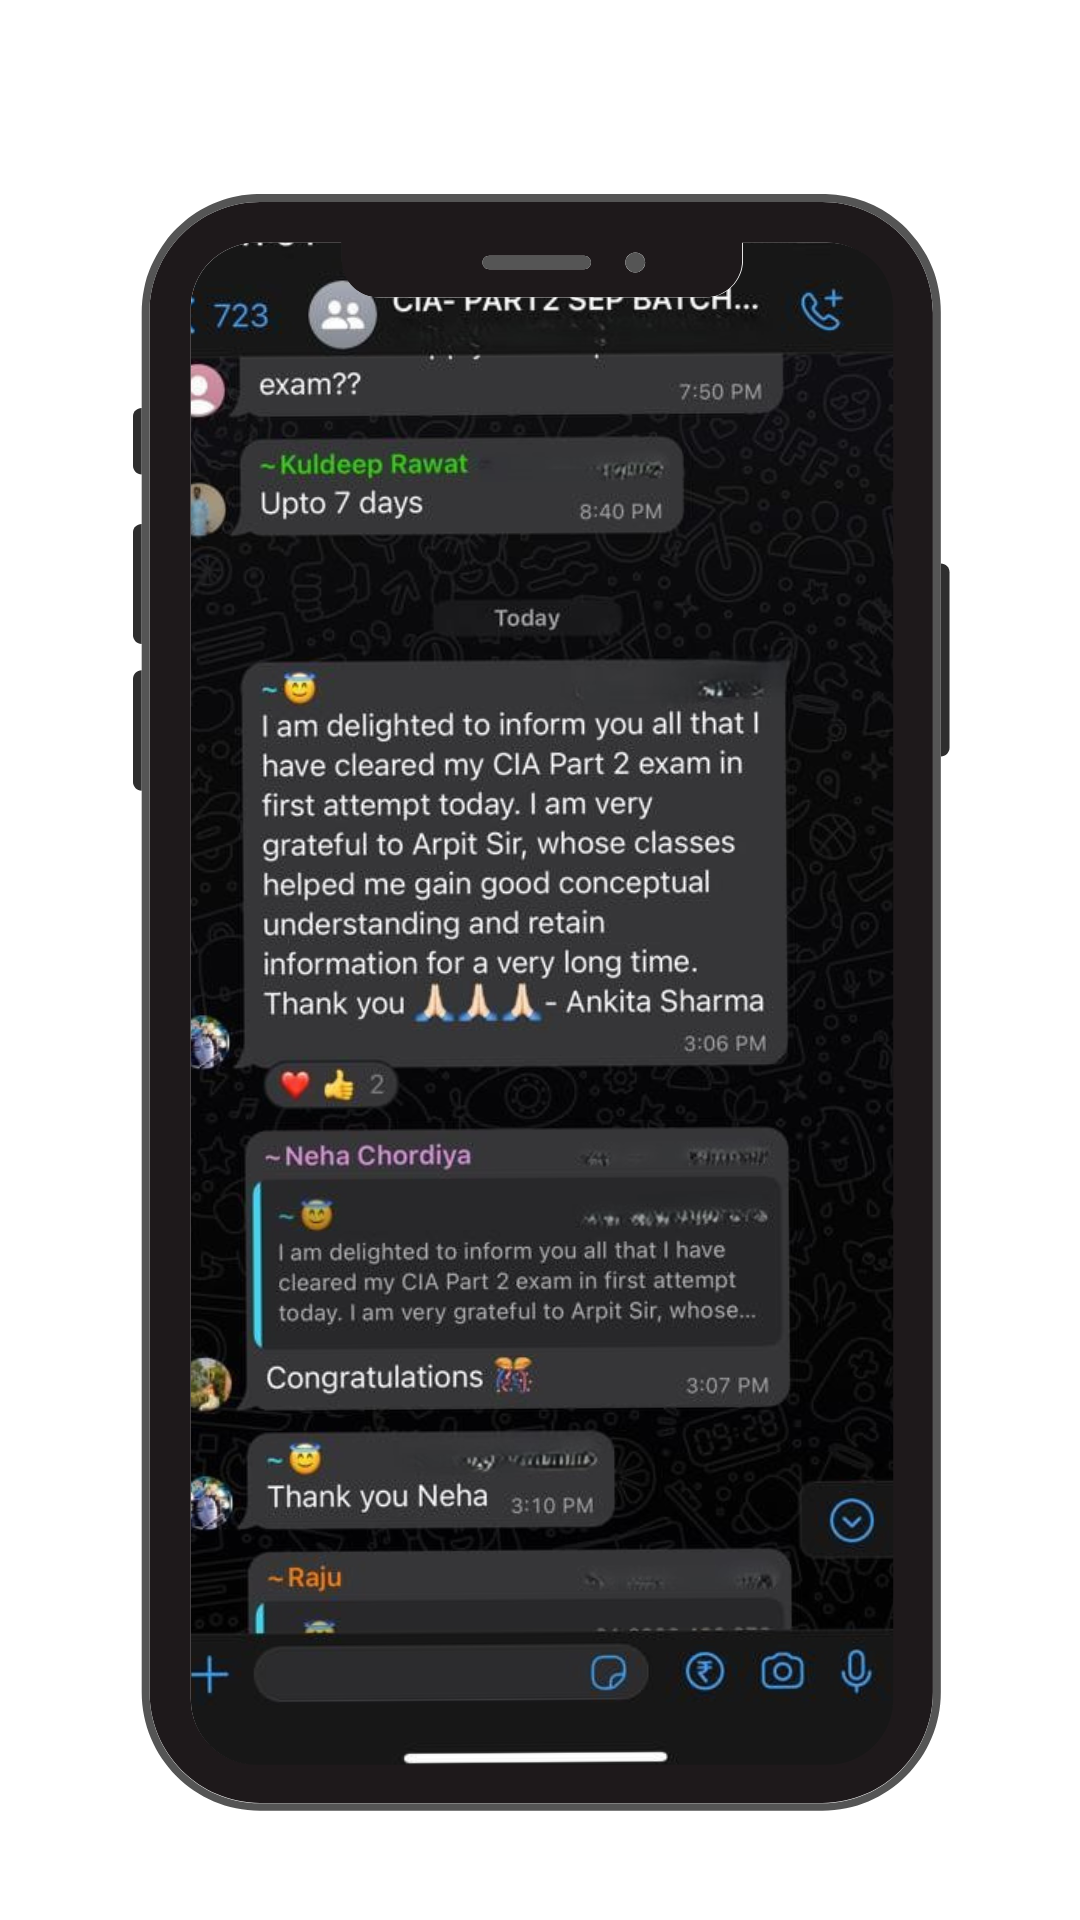 723
CIA- PART2 SEP BATCH...
exam??
7:50 PM
~Kuldeep Rawat
Upto 7 days
8:40 PM
Today
~😇
I am delighted to inform you all that I
have cleared my CIA Part 2 exam in
first attempt today. I am very
grateful to Arpit Sir, whose classes
helped me gain good conceptual
understanding and retain
information for a very long time.
Thank you 🙏🏻🙏🏻🙏🏻- Ankita Sharma
3:06 PM
❤️ 👍 2
~Neha Chordiya
~😇
I am delighted to inform you all that I have
cleared my CIA Part 2 exam in first attempt
today. I am very grateful to Arpit Sir, whose...
Congratulations 🎊
3:07 PM
~😇
Thank you Neha
3:10 PM
~Raju